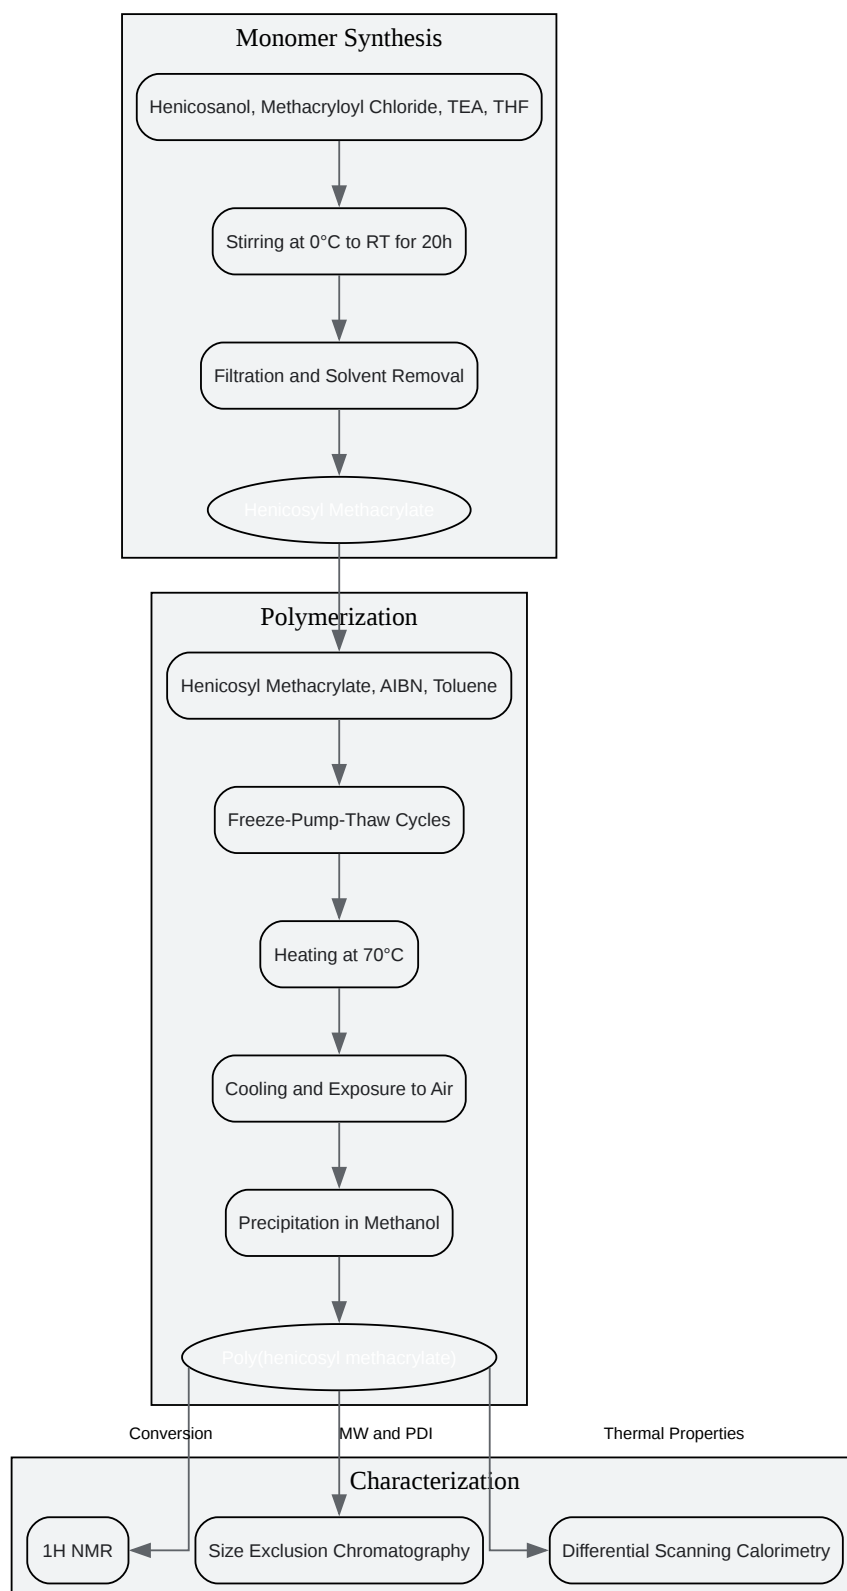 Monomer Synthesis
Henicosanol, Methacryloyl Chloride, TEA, THF
Stirring at 0°C to RT for 20h
Filtration and Solvent Removal
Henicosyl Methacrylate
Polymerization
Henicosyl Methacrylate, AIBN, Toluene
Freeze-Pump-Thaw Cycles
Heating at 70°C
Cooling and Exposure to Air
Precipitation in Methanol
Poly(henicosyl methacrylate)
Conversion
MW and PDI
Thermal Properties
Characterization
1H NMR
Size Exclusion Chromatography
Differential Scanning Calorimetry